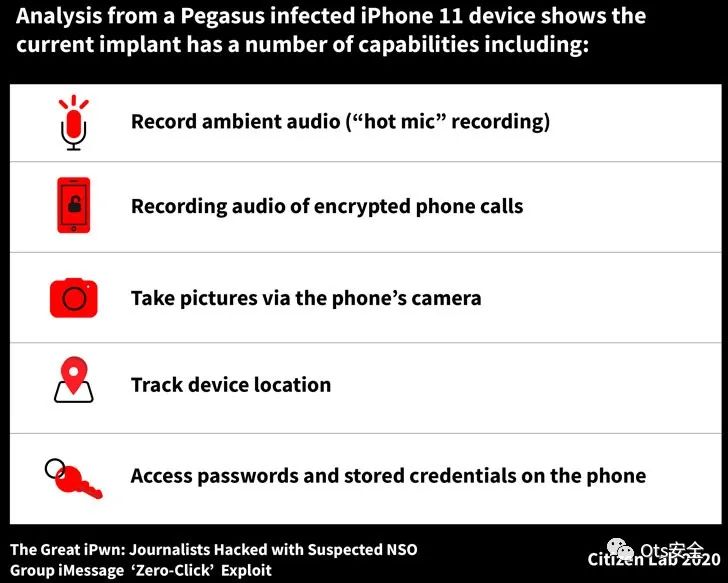 Analysis from a Pegasus infected iPhone 11 device shows the
current implant has a number of capabilities including:
Record ambient audio (“hot mic” recording)
Recording audio of encrypted phone calls
Take pictures via the phone’s camera
Track device location
Access passwords and stored credentials on the phone
The Great iPwn: Journalists Hacked with Suspected NSO
Group iMessage ‘Zero-Click’ Exploit
Ots安全
Citizen Lab 2020